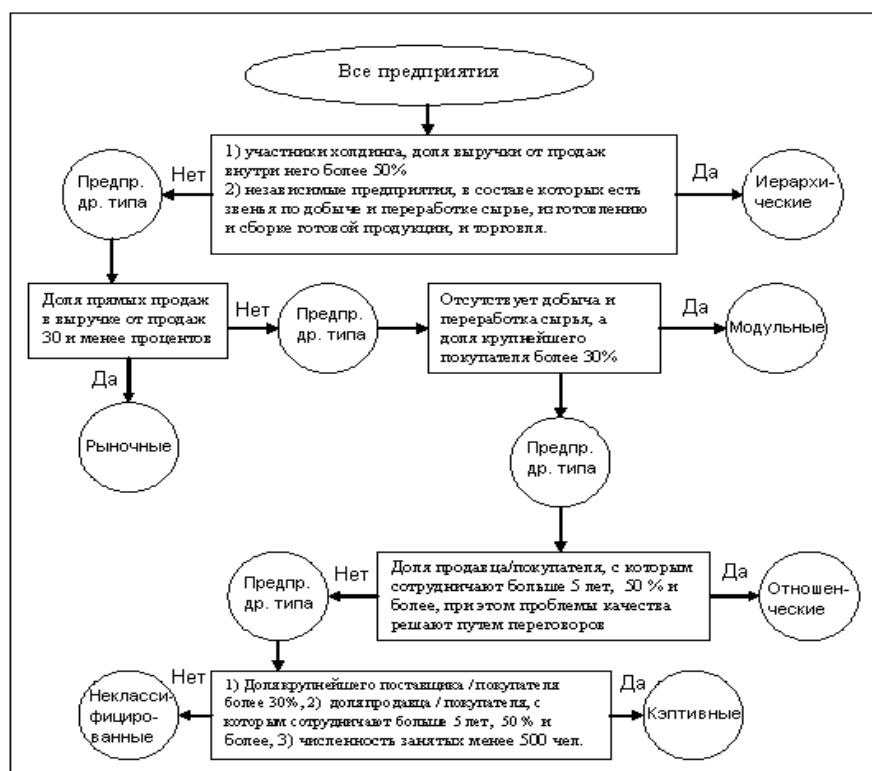 Все предприятия
1) участники холдинга, доля выручки от продаж
внутри него более 50%
2) независимые предприятия, в составе которых есть
звенья по добыче и переработке сырье, изготовлению
и сборке готовой продукции, и торговля.
Нет
Да
Предпр.
др. типа
Иерархи-
ческие
Доля прямых продаж
в выручке от продаж
30 и менее процентов
Нет
Предпр.
др. типа
Отсутствует добыча и
переработка сырья, а
доля крупнейшего
покупателя более 30%
Да
Модульные
Да
Рыночные
Предпр.
др. типа
Предпр.
др. типа
Нет
Доля продавца/покупателя, с которым
сотрудничают больше 5 лет, 50 % и
более, при этом проблемы качества
решают путем переговоров
Да
Отношен-
ческие
Неклассі-
фицирο-
ванные
Нет
1) Доля крупнейшего поставщика / покупателя
более 30%, 2) доля продавца / покупателя, с
которым сотрудничают больше 5 лет, 50 % и
более, 3) численность занятых менее 500 чел.
Да
Кэптивные